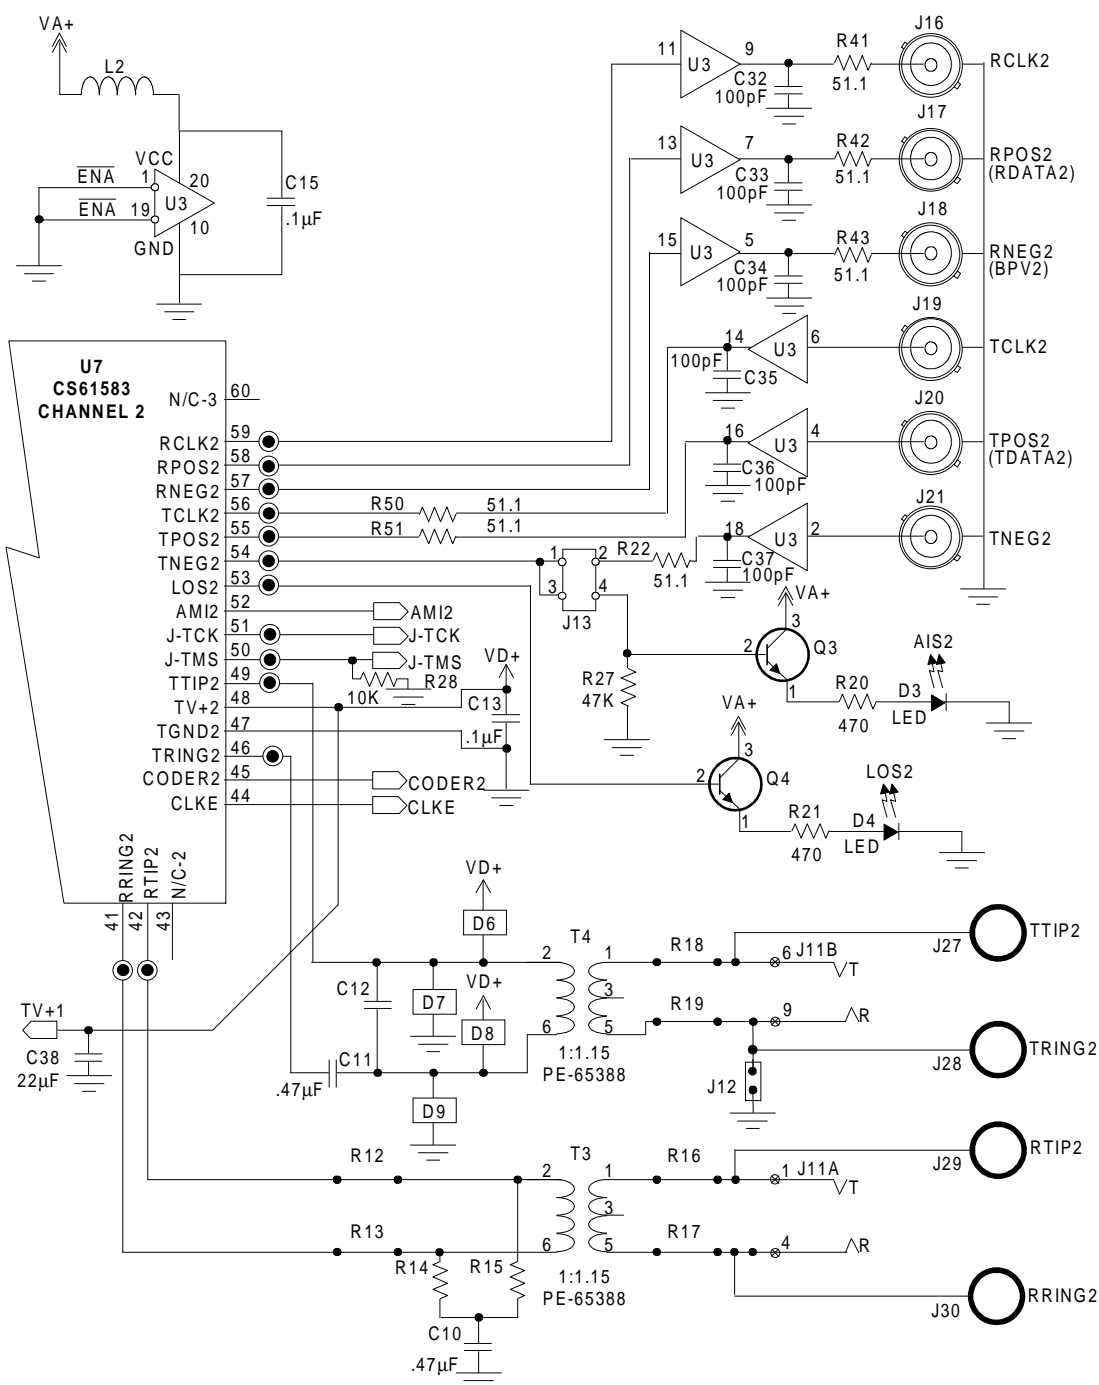 VA+
L2
VCC
ENA
1
20
U3
ENA
19
10
GND
C15
.1µF
J16
11
U3
9
C32
100pF
R41
51.1
RCLK2
J17
13
U3
7
C33
100pF
R42
51.1
RPOS2
(RDATA2)
J18
15
U3
5
C34
100pF
R43
51.1
RNEG2
(BPV2)
J19
14
U3
6
100pF
C35
TCLK2
J20
16
U3
4
C36
100pF
TPOS2
(TDATA2)
J21
18
U3
2
C37
100pF
TNEG2
U7
CS61583
CHANNEL 2
N/C-3 60
RCLK2 59
RPOS2 58
RNEG2 57
TCLK2 56
R50
51.1
TPOS2 55
R51
51.1
TNEG2 54
1
2
R22
51.1
3
4
J13
LOS2 53
AMI2 52
AMI2
J-TCK 51
J-TCK
J-TMS 50
J-TMS
R28
10K
TTIP2 49
TV+2 48
VD+
C13
.1µF
TGND2 47
TRING2 46
CODER2 45
CODER2
CLKE 44
CLKE
RRING2
RTIP2
N/C-2
41
42
43
R27
47K
VA+
3
2
Q3
1
R20
470
D3
LED
AIS2
VA+
3
2
Q4
1
R21
470
D4
LED
LOS2
TV+1
C38
22µF
VD+
D6
C12
D7
VD+
D8
C11
.47µF
D9
T4
2
1
3
6
5
1:1.15
PE-65388
R18
6
J11B
T
J27
TTIP2
R19
9
R
J28
TRING2
J12
R12
R13
R14
R15
C10
.47µF
T3
2
1
3
6
5
1:1.15
PE-65388
R16
1
J11A
T
J29
RTIP2
R17
4
R
J30
RRING2